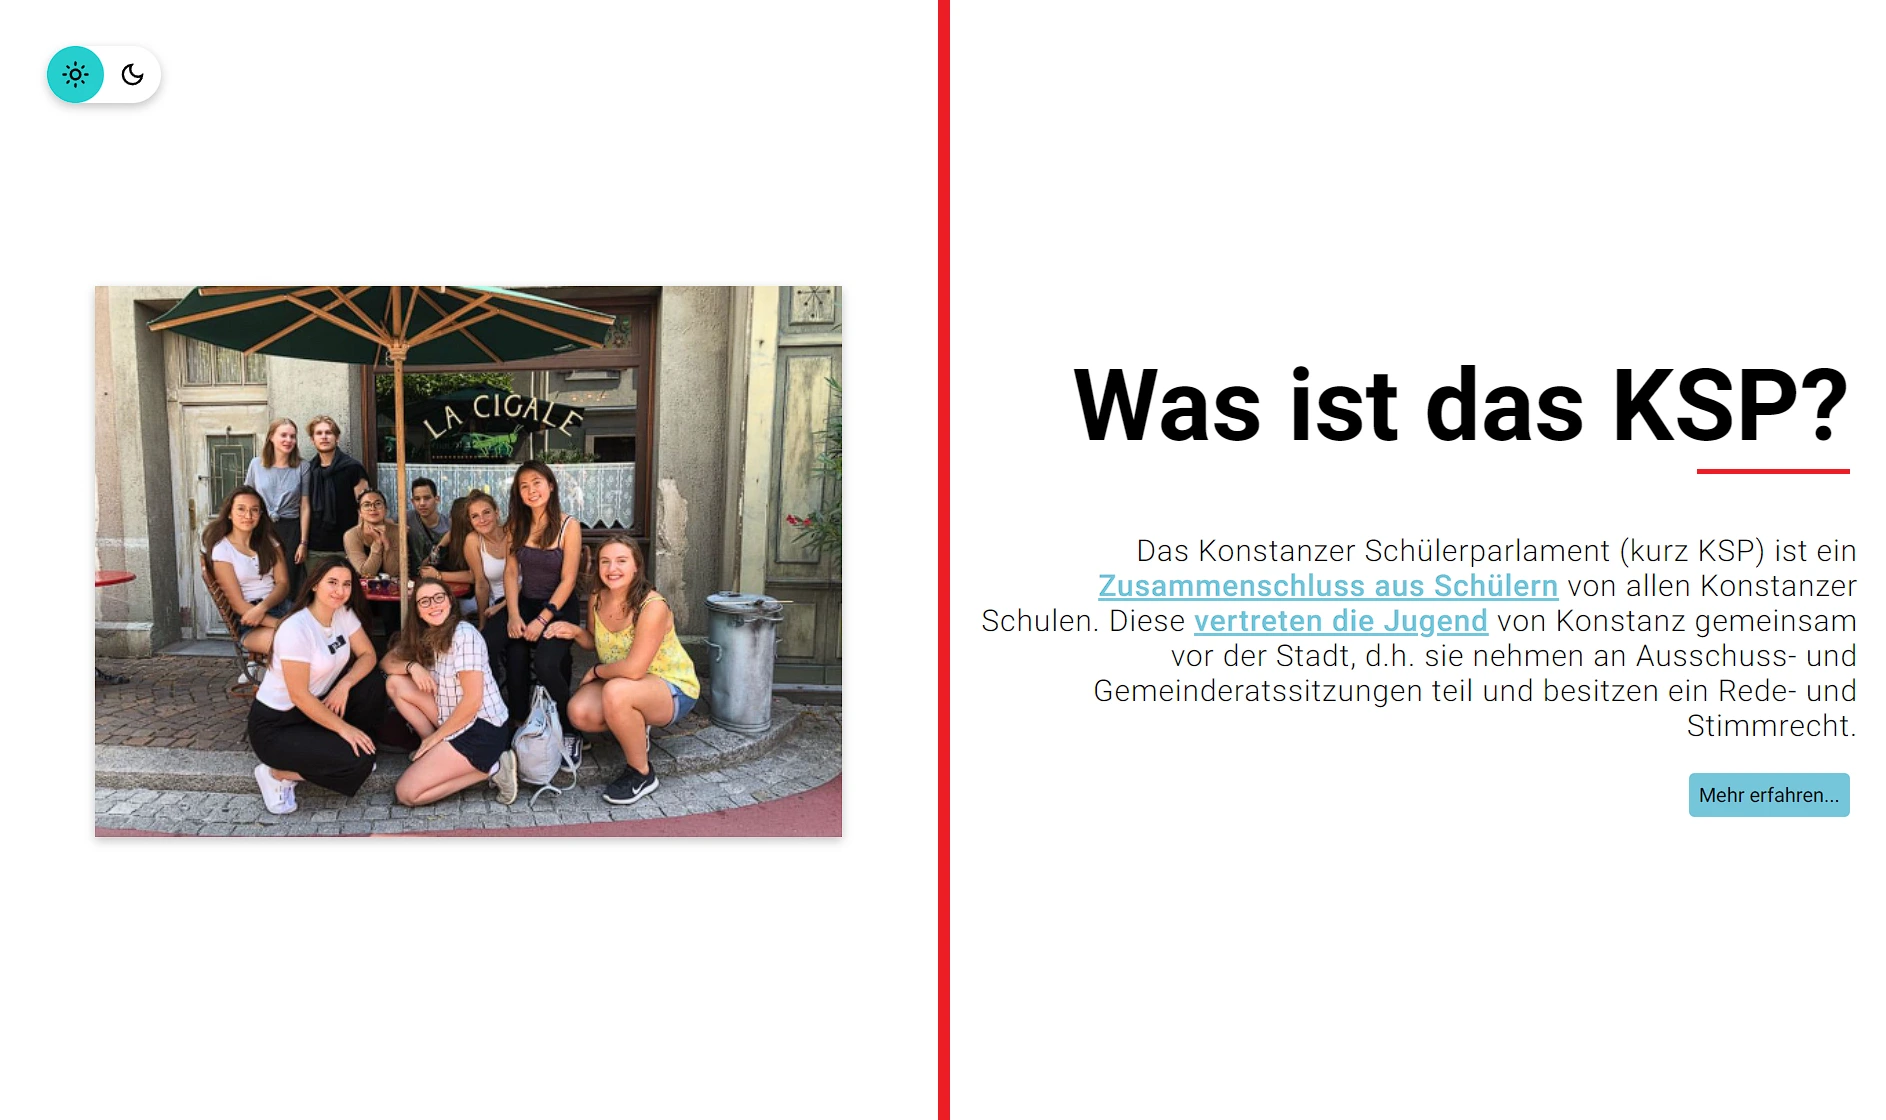 LA CIGALE
Was ist das KSP?
Das Konstanzer Schülerparlament (kurz KSP) ist ein
Zusammenschluss aus Schülern von allen Konstanzer
Schulen. Diese vertreten die Jugend von Konstanz gemeinsam
vor der Stadt, d.h. sie nehmen an Ausschuss- und
Gemeinderatssitzungen teil und besitzen ein Rede- und
Stimmrecht.
Mehr erfahren...